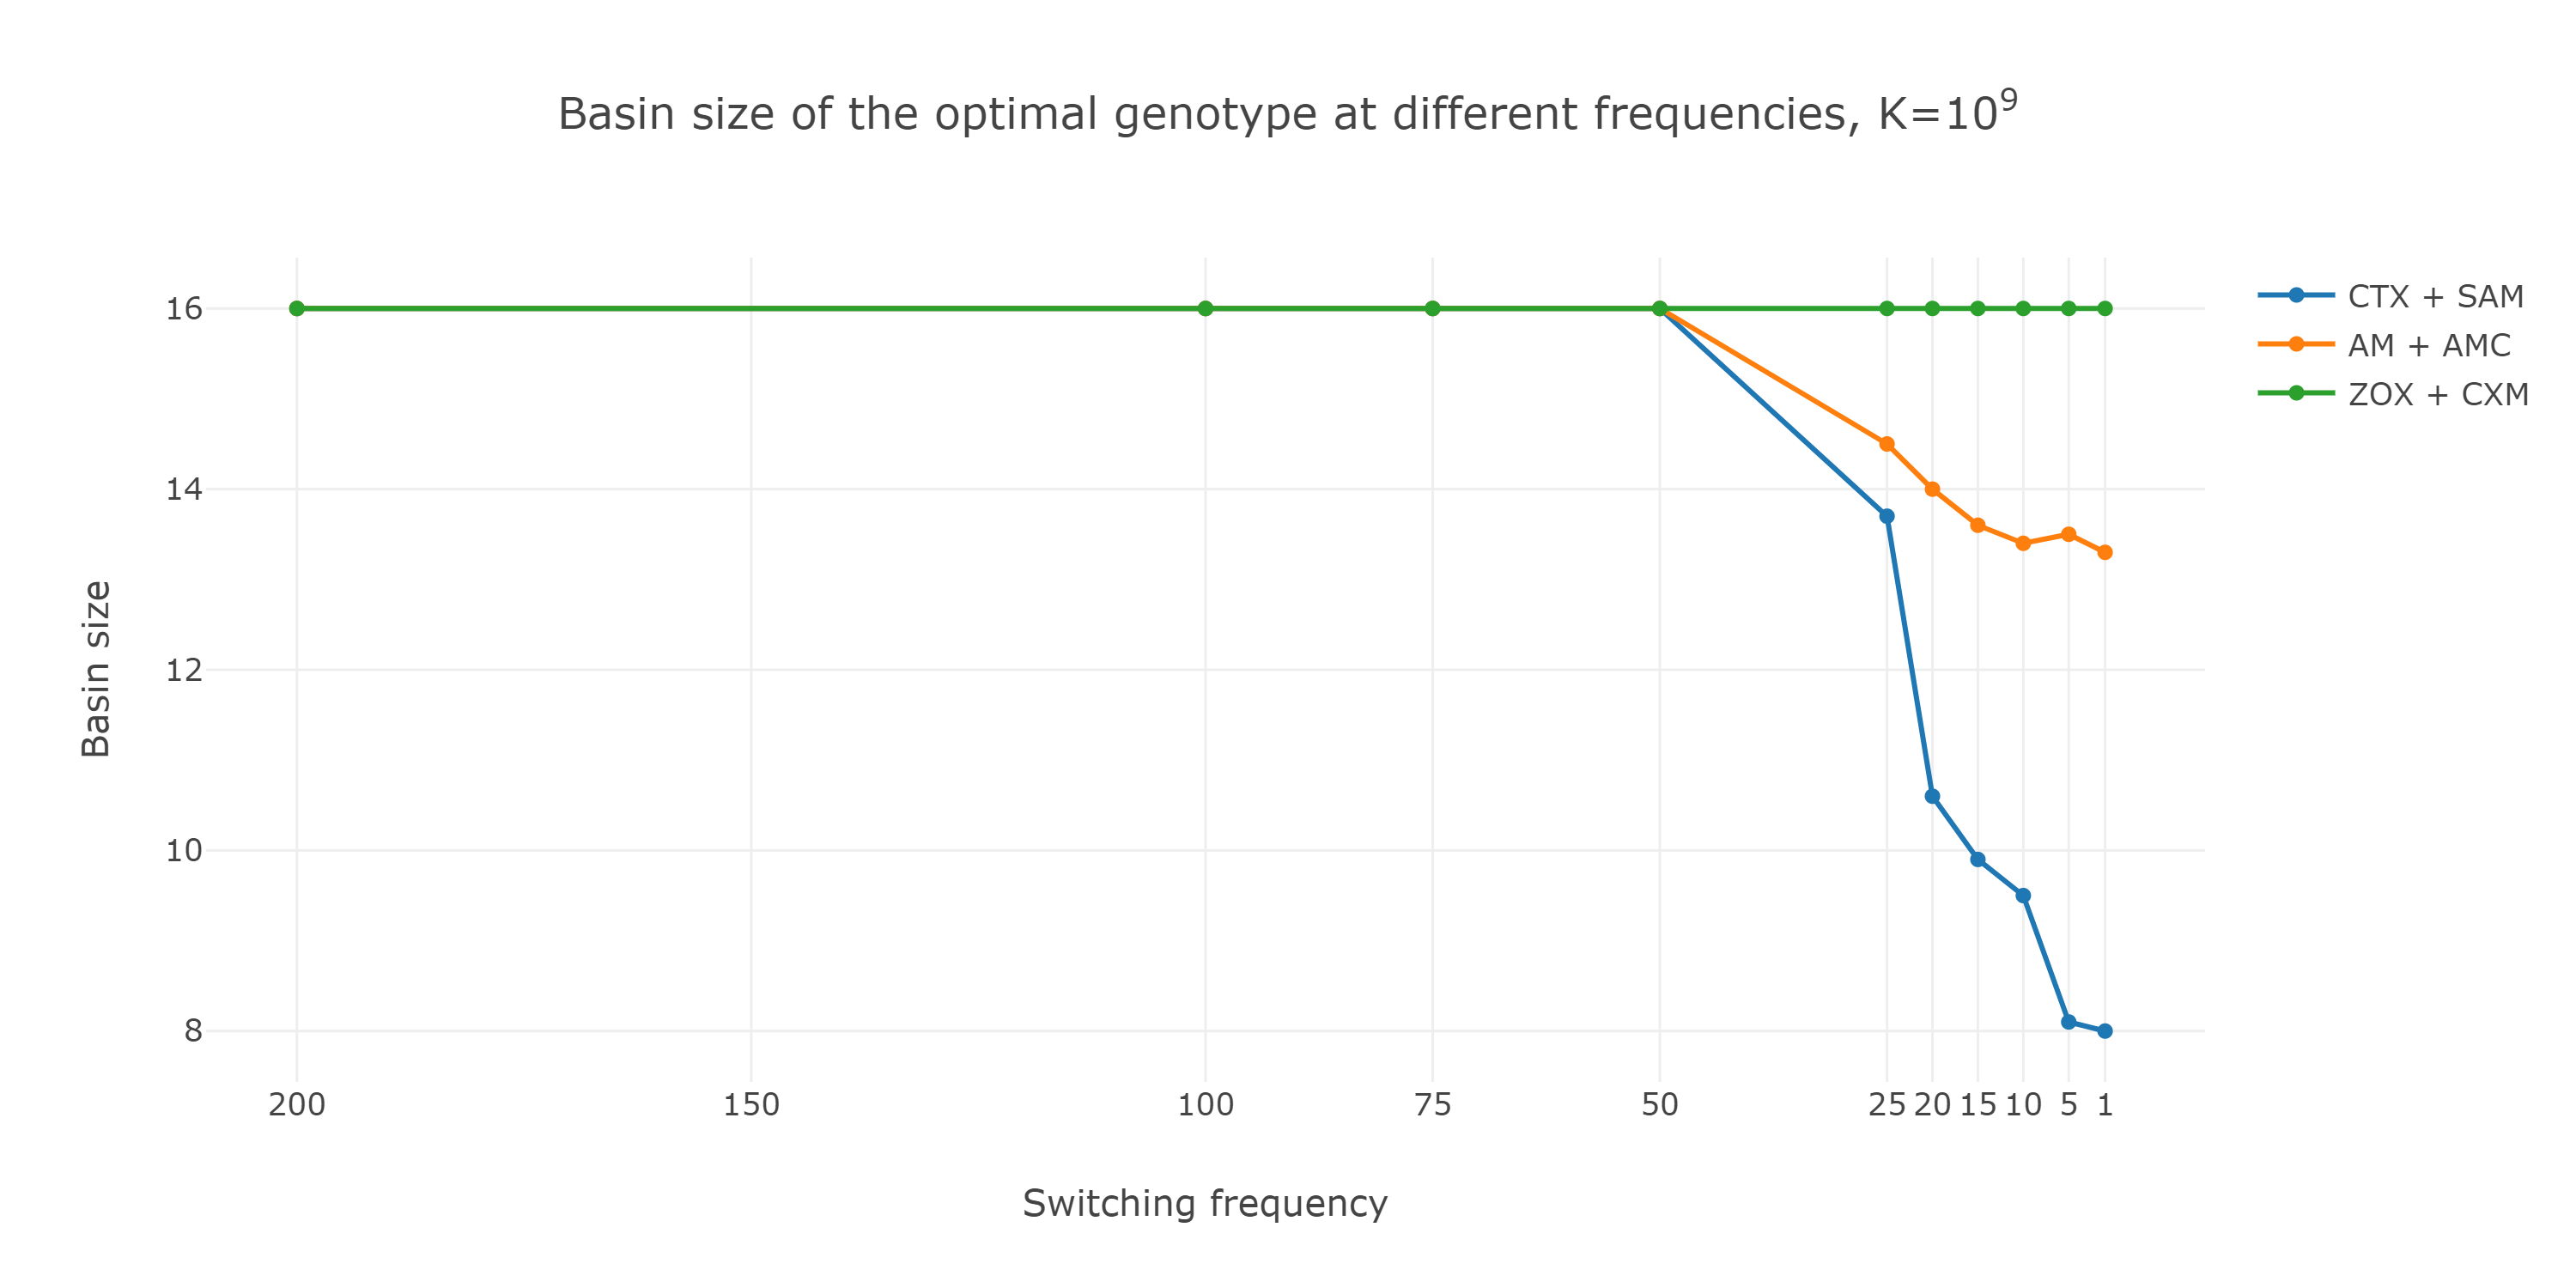 Basin size of the optimal genotype at different frequencies, K=10⁹
CTX + SAM
AM + AMC
ZOX + CXM
16
14
12
10
8
Basin size
200 150 100 75 50 25 20 15 10 5 1
Switching frequency